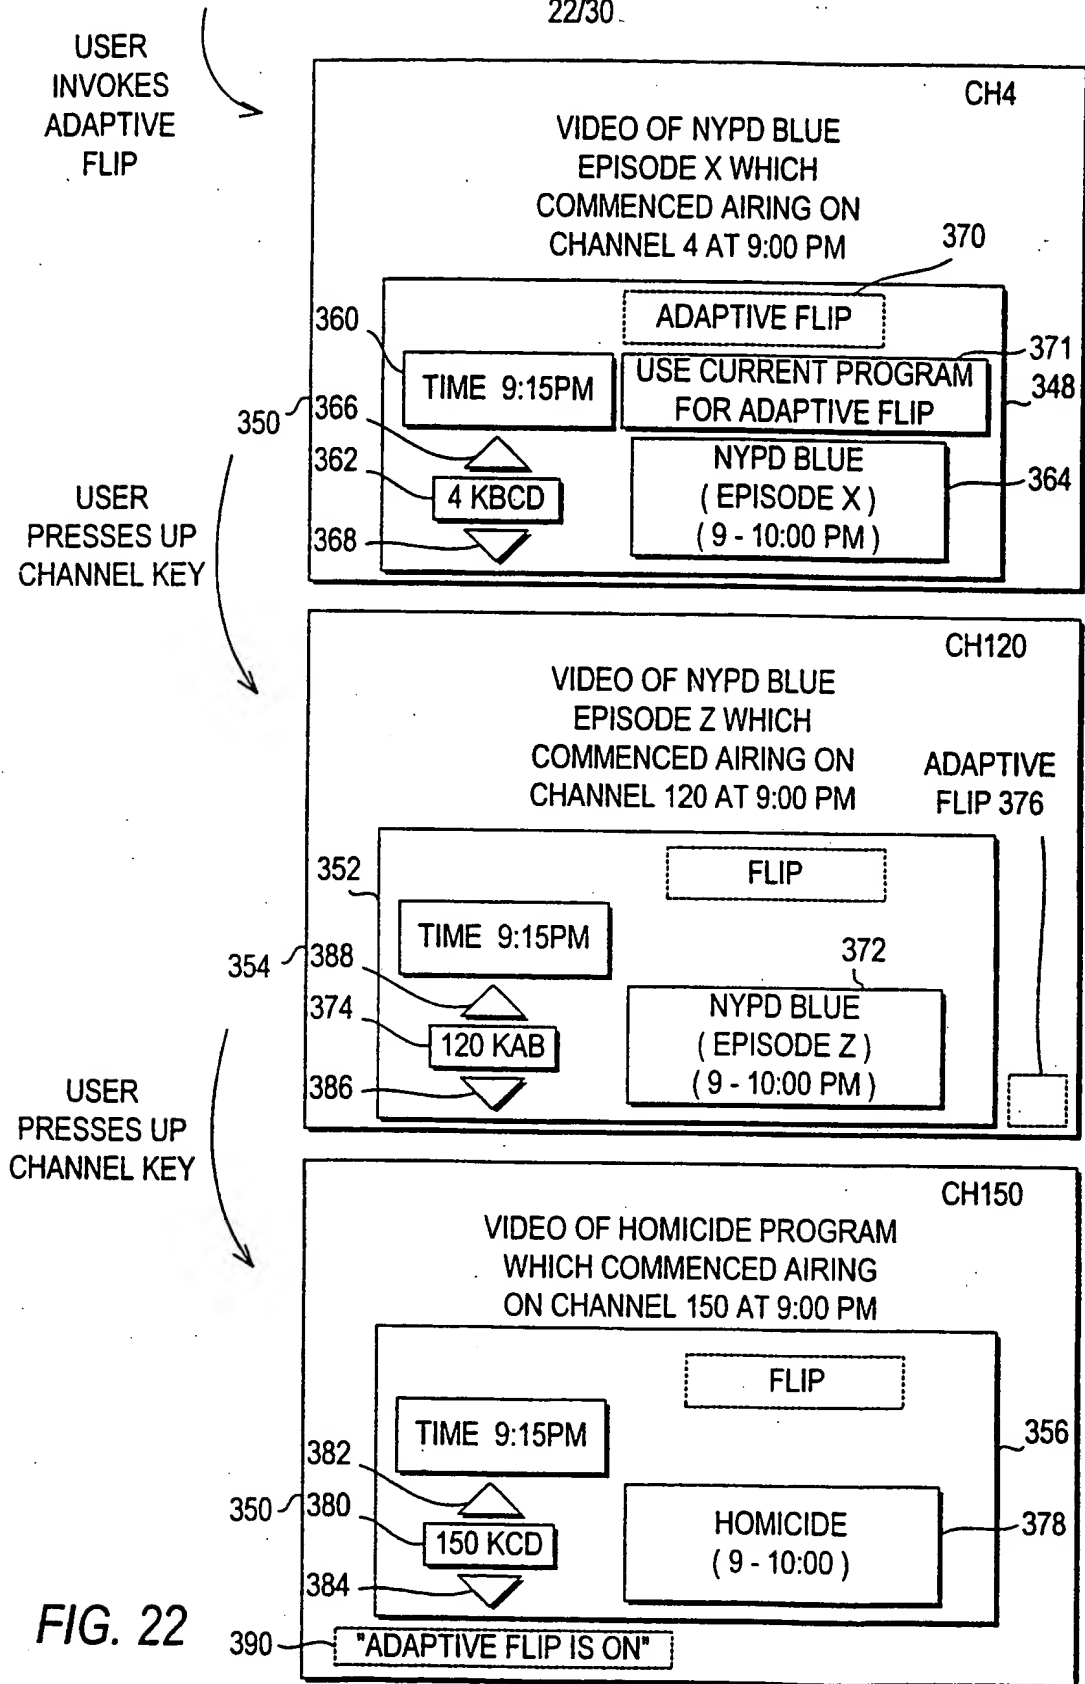 22/30
USER
INVOKES
ADAPTIVE
FLIP
CH4
VIDEO OF NYPD BLUE
EPISODE X WHICH
COMMENCED AIRING ON
CHANNEL 4 AT 9:00 PM
370
ADAPTIVE FLIP
360
371
TIME 9:15PM
USE CURRENT PROGRAM
FOR ADAPTIVE FLIP
348
350
366
362
4 KBCD
NYPD BLUE
( EPISODE X )
( 9 - 10:00 PM )
364
368
USER
PRESSES UP
CHANNEL KEY
CH120
VIDEO OF NYPD BLUE
EPISODE Z WHICH
COMMENCED AIRING ON
CHANNEL 120 AT 9:00 PM
ADAPTIVE
FLIP 376
352
FLIP
TIME 9:15PM
354
388
372
374
120 KAB
NYPD BLUE
( EPISODE Z )
( 9 - 10:00 PM )
386
USER
PRESSES UP
CHANNEL KEY
CH150
VIDEO OF HOMICIDE PROGRAM
WHICH COMMENCED AIRING
ON CHANNEL 150 AT 9:00 PM
FLIP
TIME 9:15PM
356
382
350
380
150 KCD
HOMICIDE
( 9 - 10:00 )
378
384
FIG. 22
390
"ADAPTIVE FLIP IS ON"